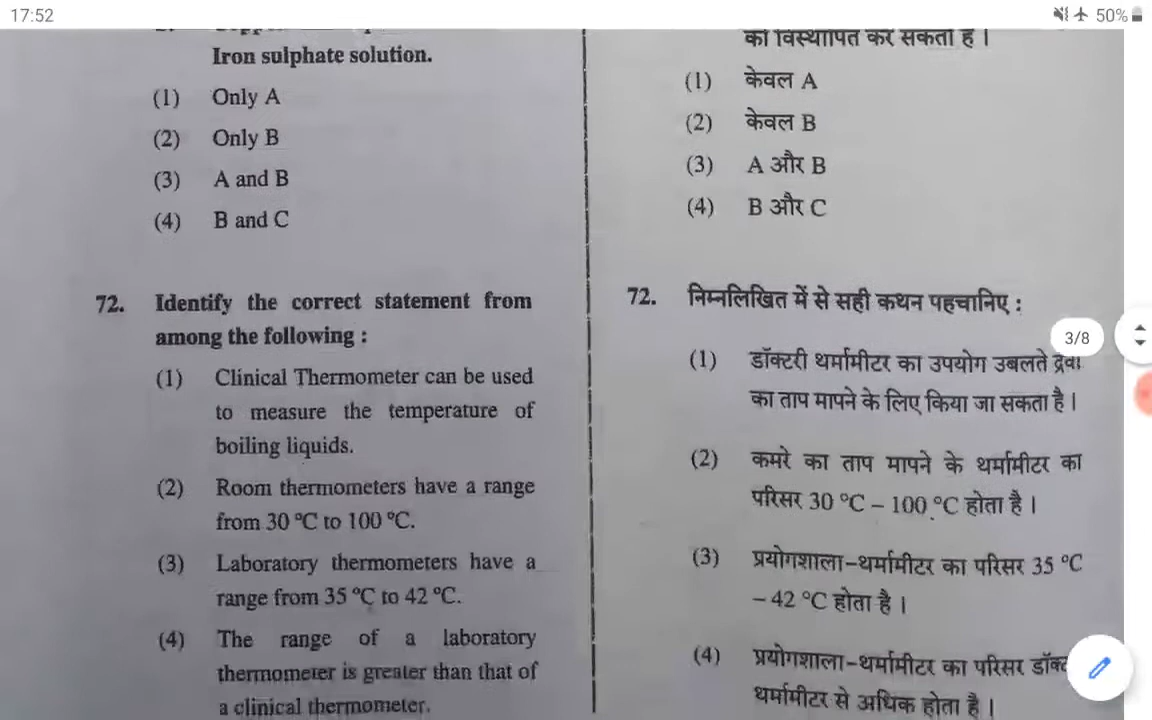 17:52
50%
Iron sulphate solution.
(1) Only A
(2) Only B
(3) A and B
(4) B and C
72. Identify the correct statement from
among the following :
(1) Clinical Thermometer can be used
to measure the temperature of
boiling liquids.
(2) Room thermometers have a range
from 30 °C to 100 °C.
(3) Laboratory thermometers have a
range from 35 °C to 42 °C.
(4) The range of a laboratory
thermometer is greater than that of
a clinical thermometer.
को विस्थापित कर सकता है ।
(1) केवल A
(2) केवल B
(3) A और B
(4) B और C
72. निम्नलिखित में से सही कथन पहचानिए :
3/8
(1) डॉक्टरी थर्मामीटर का उपयोग उबलते द्रवों
का ताप मापने के लिए किया जा सकता है ।
(2) कमरे का ताप मापने के थर्मामीटर का
परिसर 30 °C – 100 °C होता है ।
(3) प्रयोगशाला-थर्मामीटर का परिसर 35 °C
– 42 °C होता है ।
(4) प्रयोगशाला-थर्मामीटर का परिसर
थर्मामीटर से अधिक होता है ।